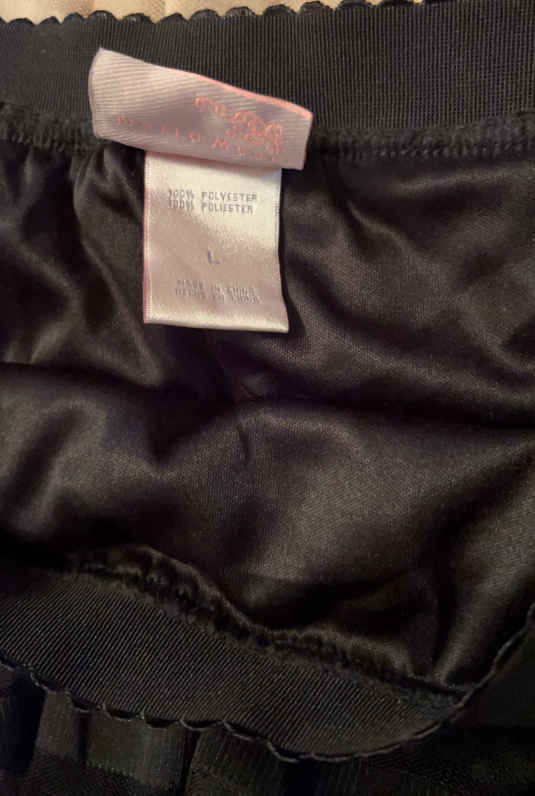 100% POLYESTER
100% POLIESTER
L
MADE IN CHINA
HECHO EN CHINA